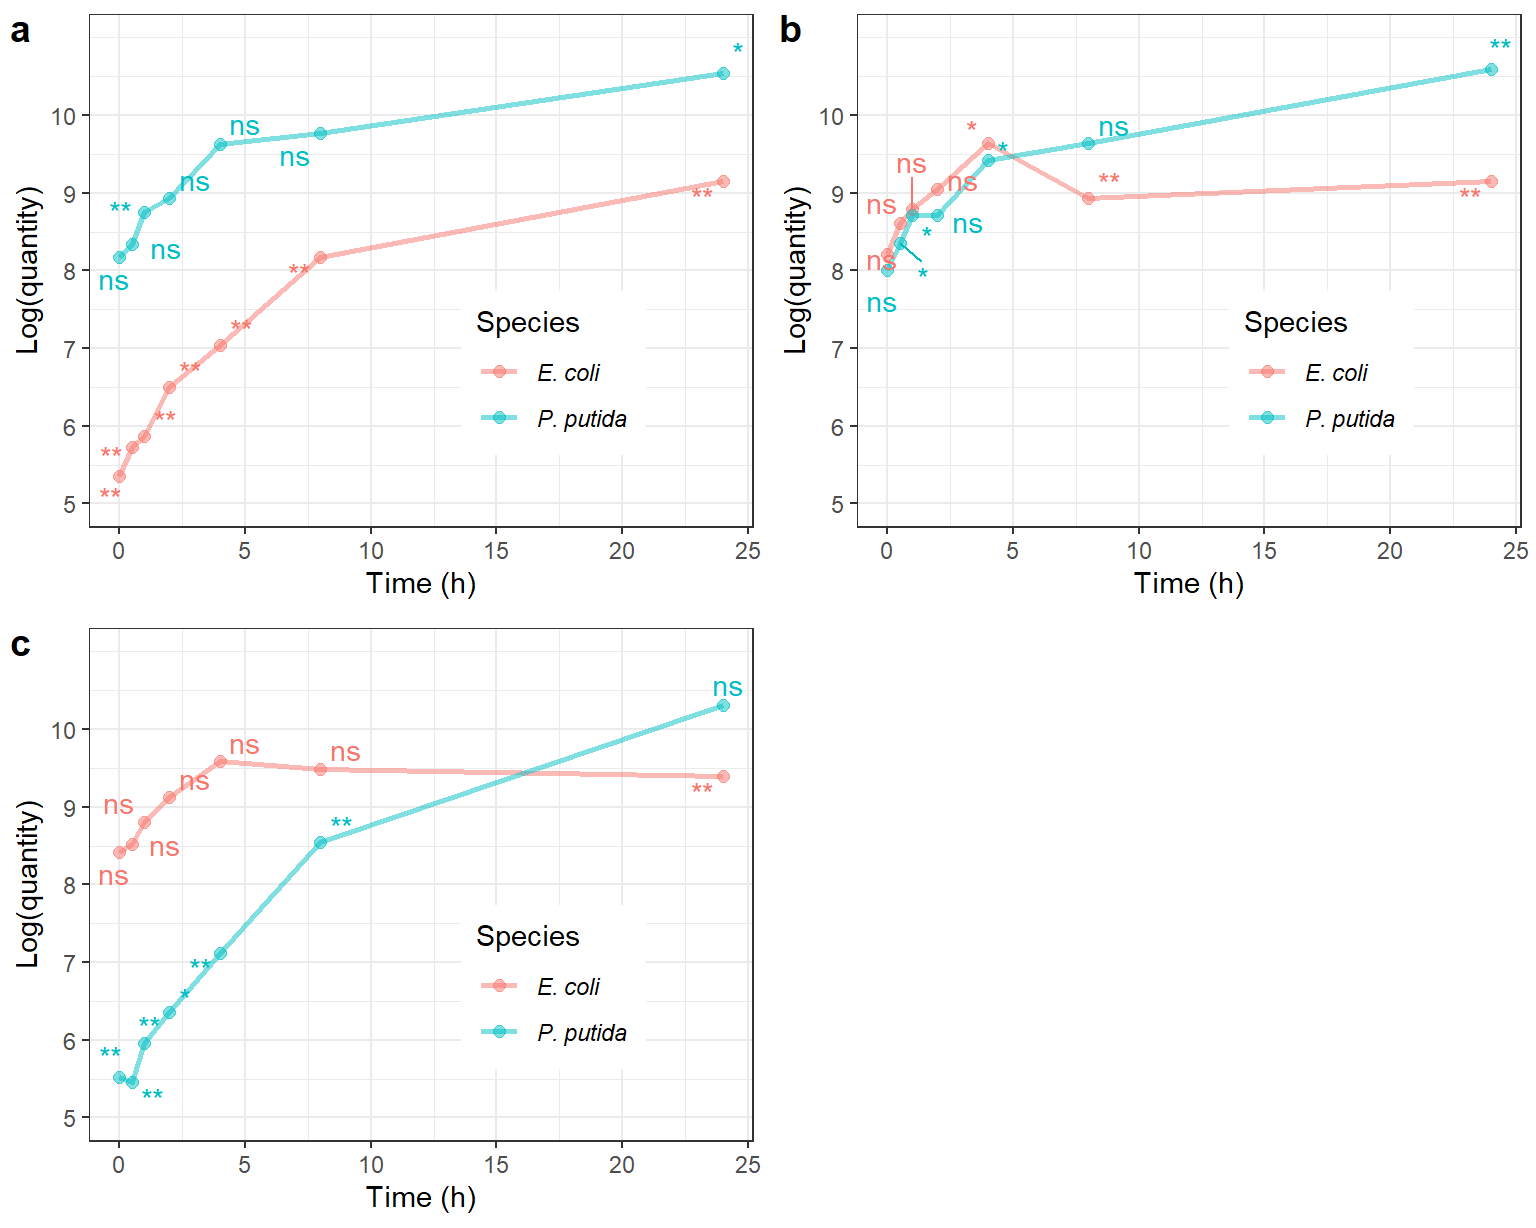 a
Log(quantity)
10
9
8
7
6
5
*
ns
ns
**
ns
ns
ns
**
**
**
**
**
**
**
Species
E. coli
P. putida
0 5 10 15 20 25
Time (h)
b
Log(quantity)
10
9
8
7
6
5
**
*
ns
*
ns
**
ns
**
ns
*
ns
ns
*
ns
Species
E. coli
P. putida
0 5 10 15 20 25
Time (h)
c
Log(quantity)
10
9
8
7
6
5
ns
ns
ns
ns
**
ns
**
ns
ns
**
*
**
**
**
Species
E. coli
P. putida
0 5 10 15 20 25
Time (h)